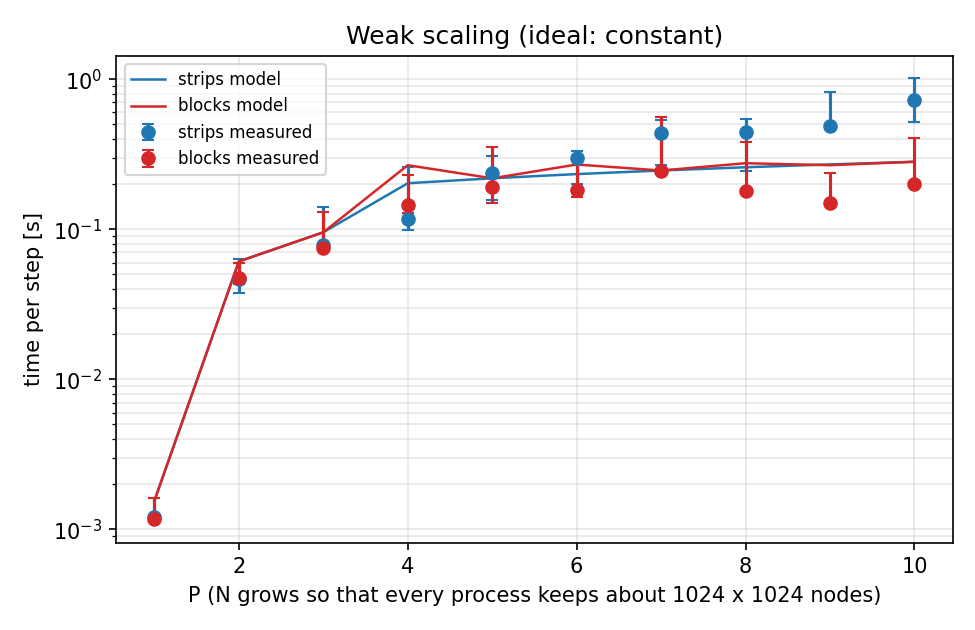 Weak scaling (ideal: constant)
strips model
blocks model
strips measured
blocks measured
time per step [s]
10⁰
10⁻¹
10⁻²
10⁻³
2 4 6 8 10
P (N grows so that every process keeps about 1024 x 1024 nodes)